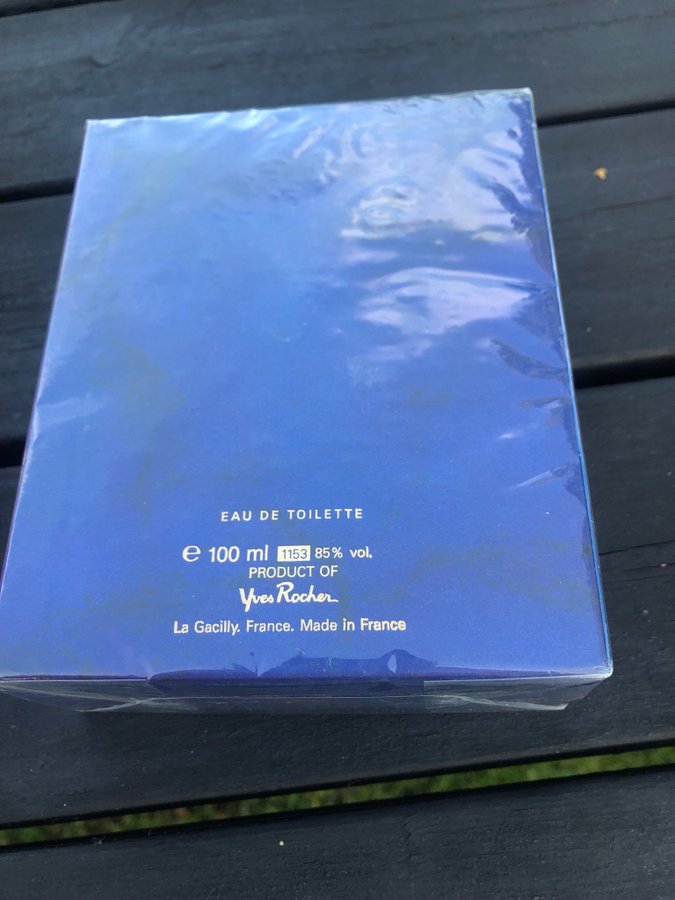 EAU DE TOILETTE
℮ 100 ml 1153 85% vol.
PRODUCT OF
Yves Rocher
La Gacilly. France. Made in France